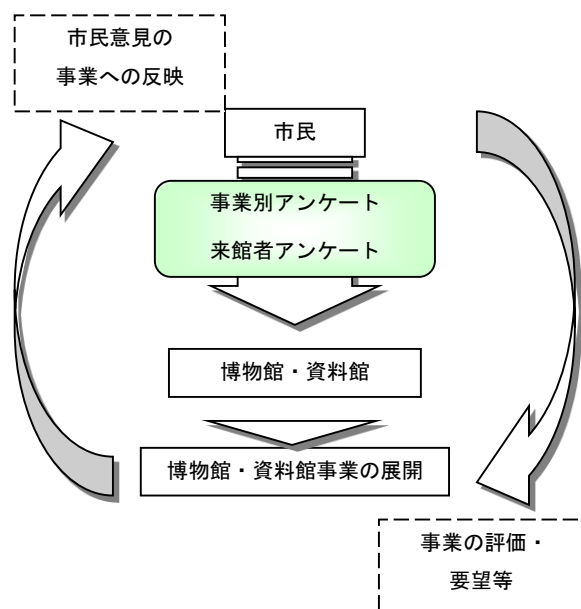 市民意見の
事業への反映
市民
事業別アンケート
来館者アンケート
博物館・資料館
博物館・資料館事業の展開
事業の評価・
要望等